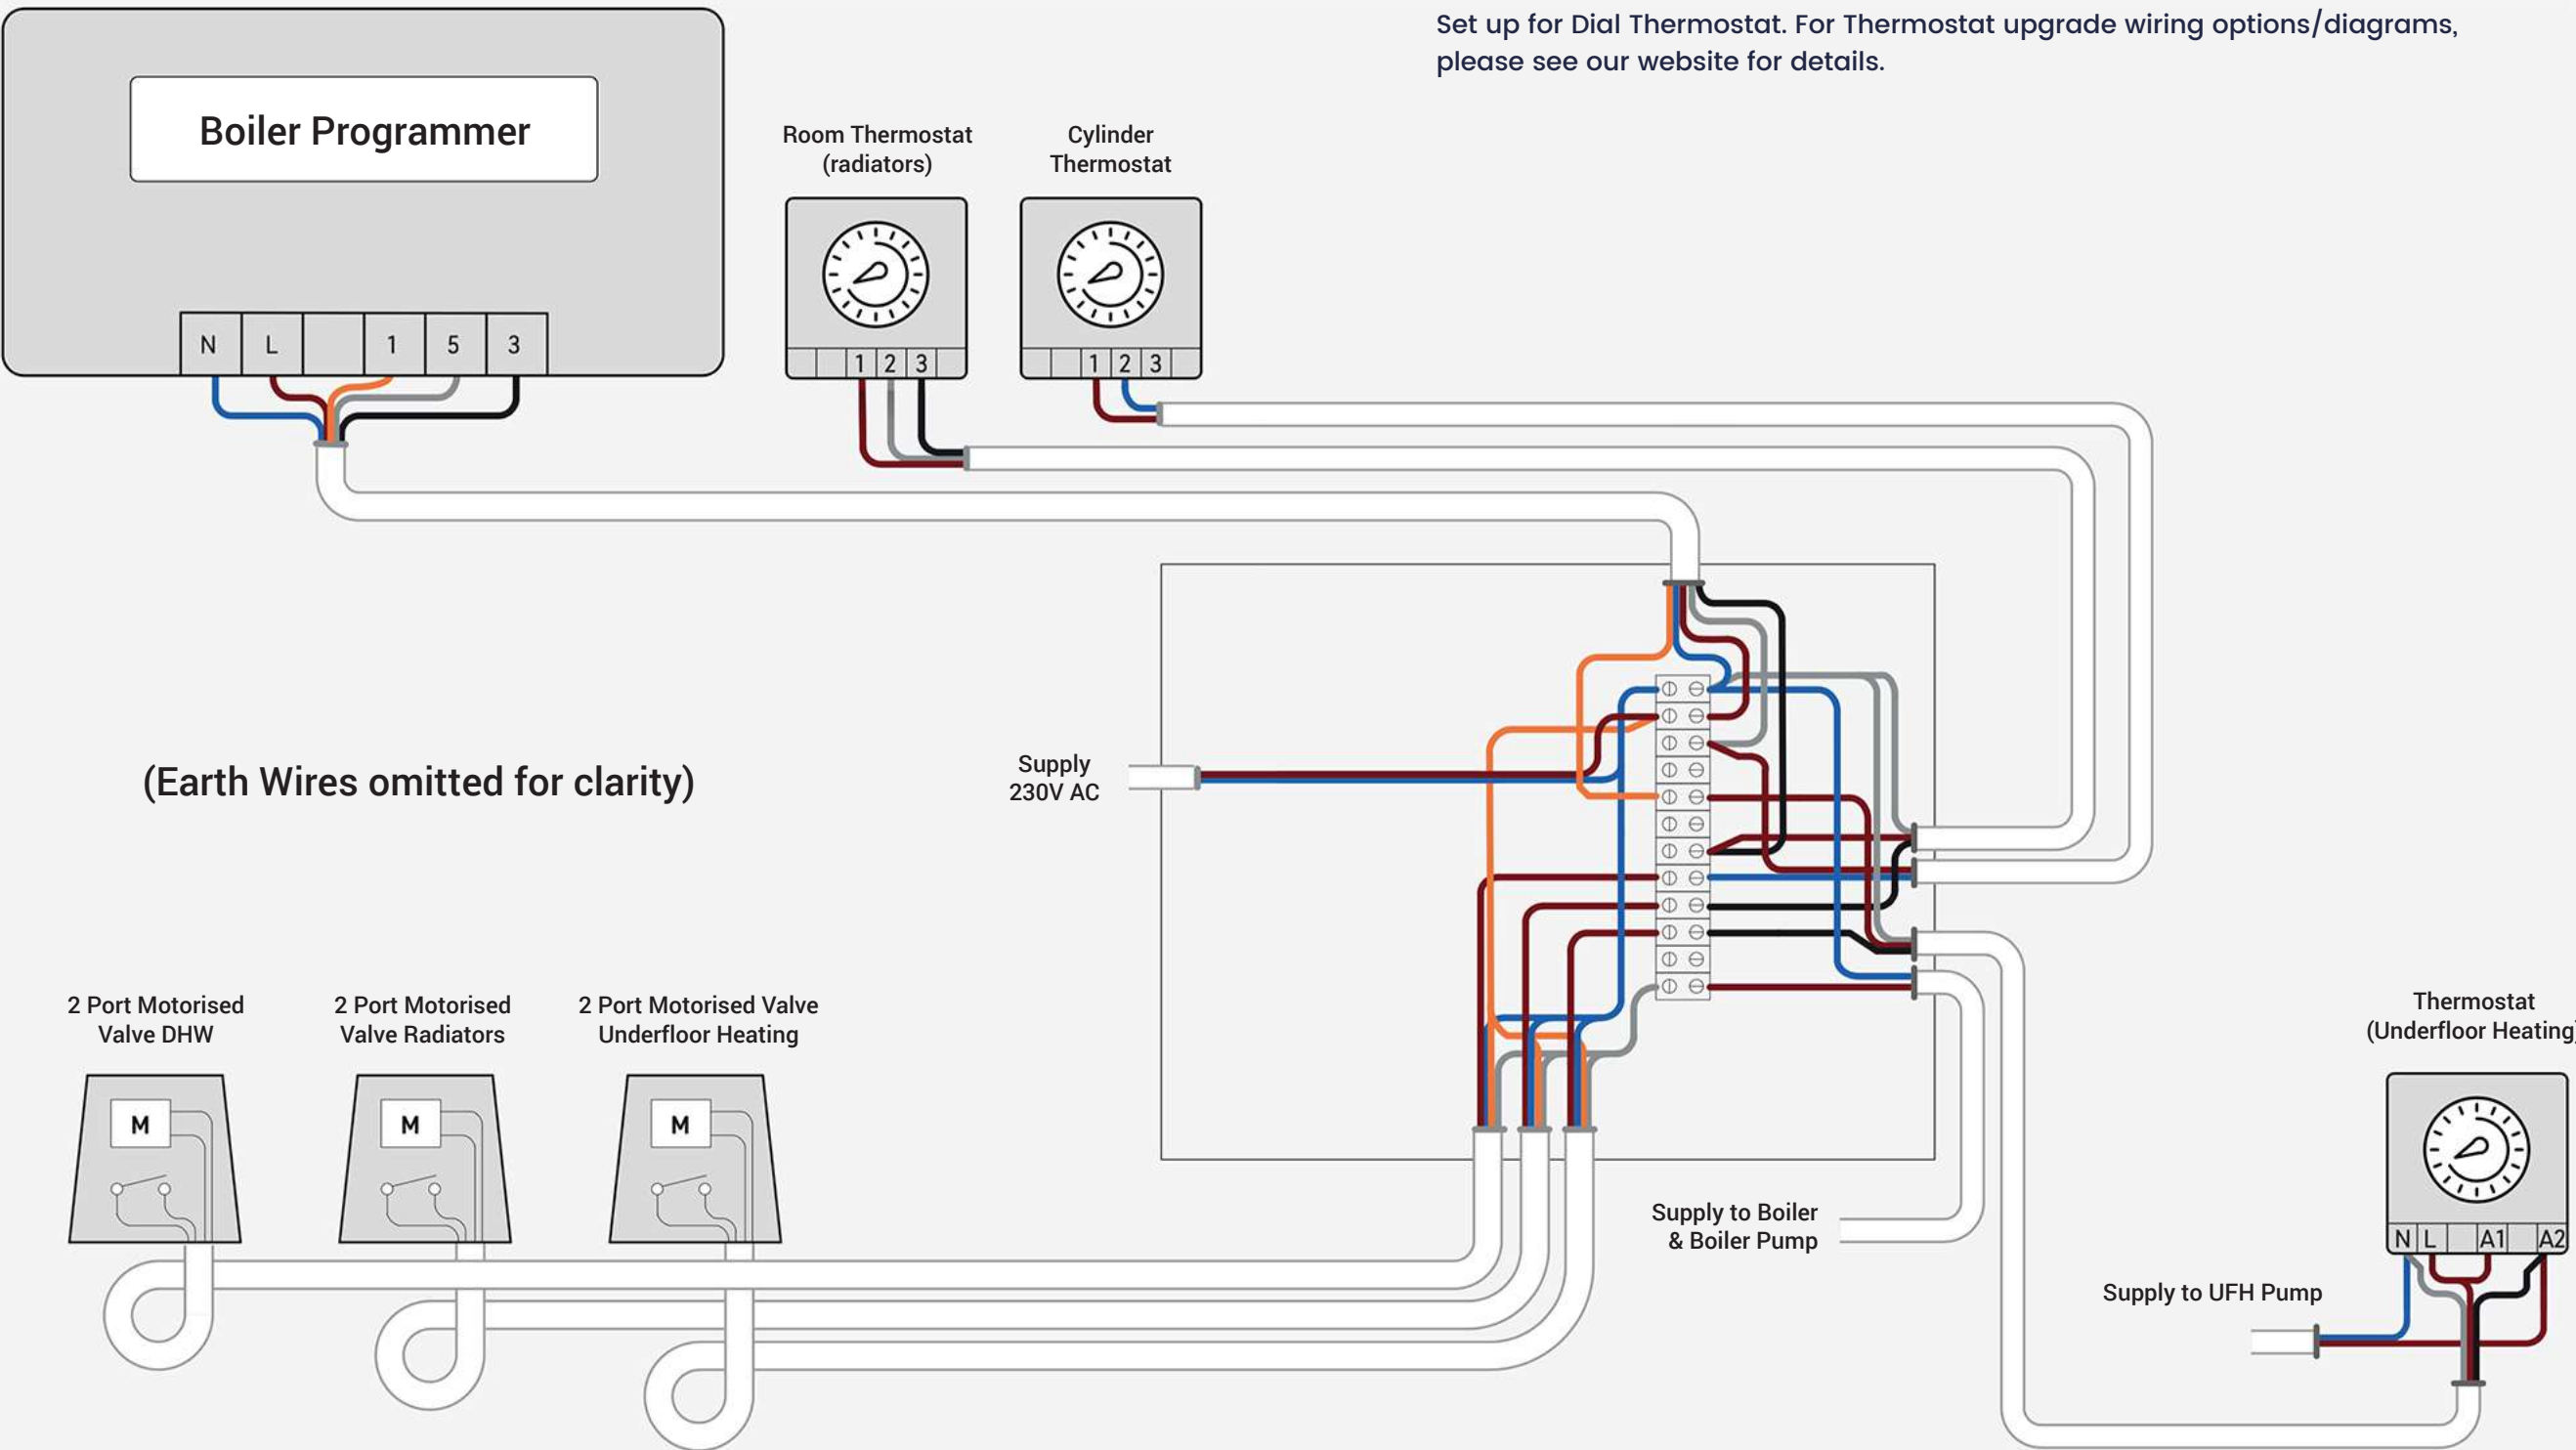 Set up for Dial Thermostat. For Thermostat upgrade wiring options/diagrams,
please see our website for details.
Boiler Programmer
N L 1 5 3
Room Thermostat
(radiators)
1 2 3
Cylinder
Thermostat
1 2 3
(Earth Wires omitted for clarity)
Supply
230V AC
2 Port Motorised
Valve DHW
M
2 Port Motorised
Valve Radiators
M
2 Port Motorised Valve
Underfloor Heating
M
Supply to Boiler
& Boiler Pump
Thermostat
(Underfloor Heating)
N L A1 A2
Supply to UFH Pump